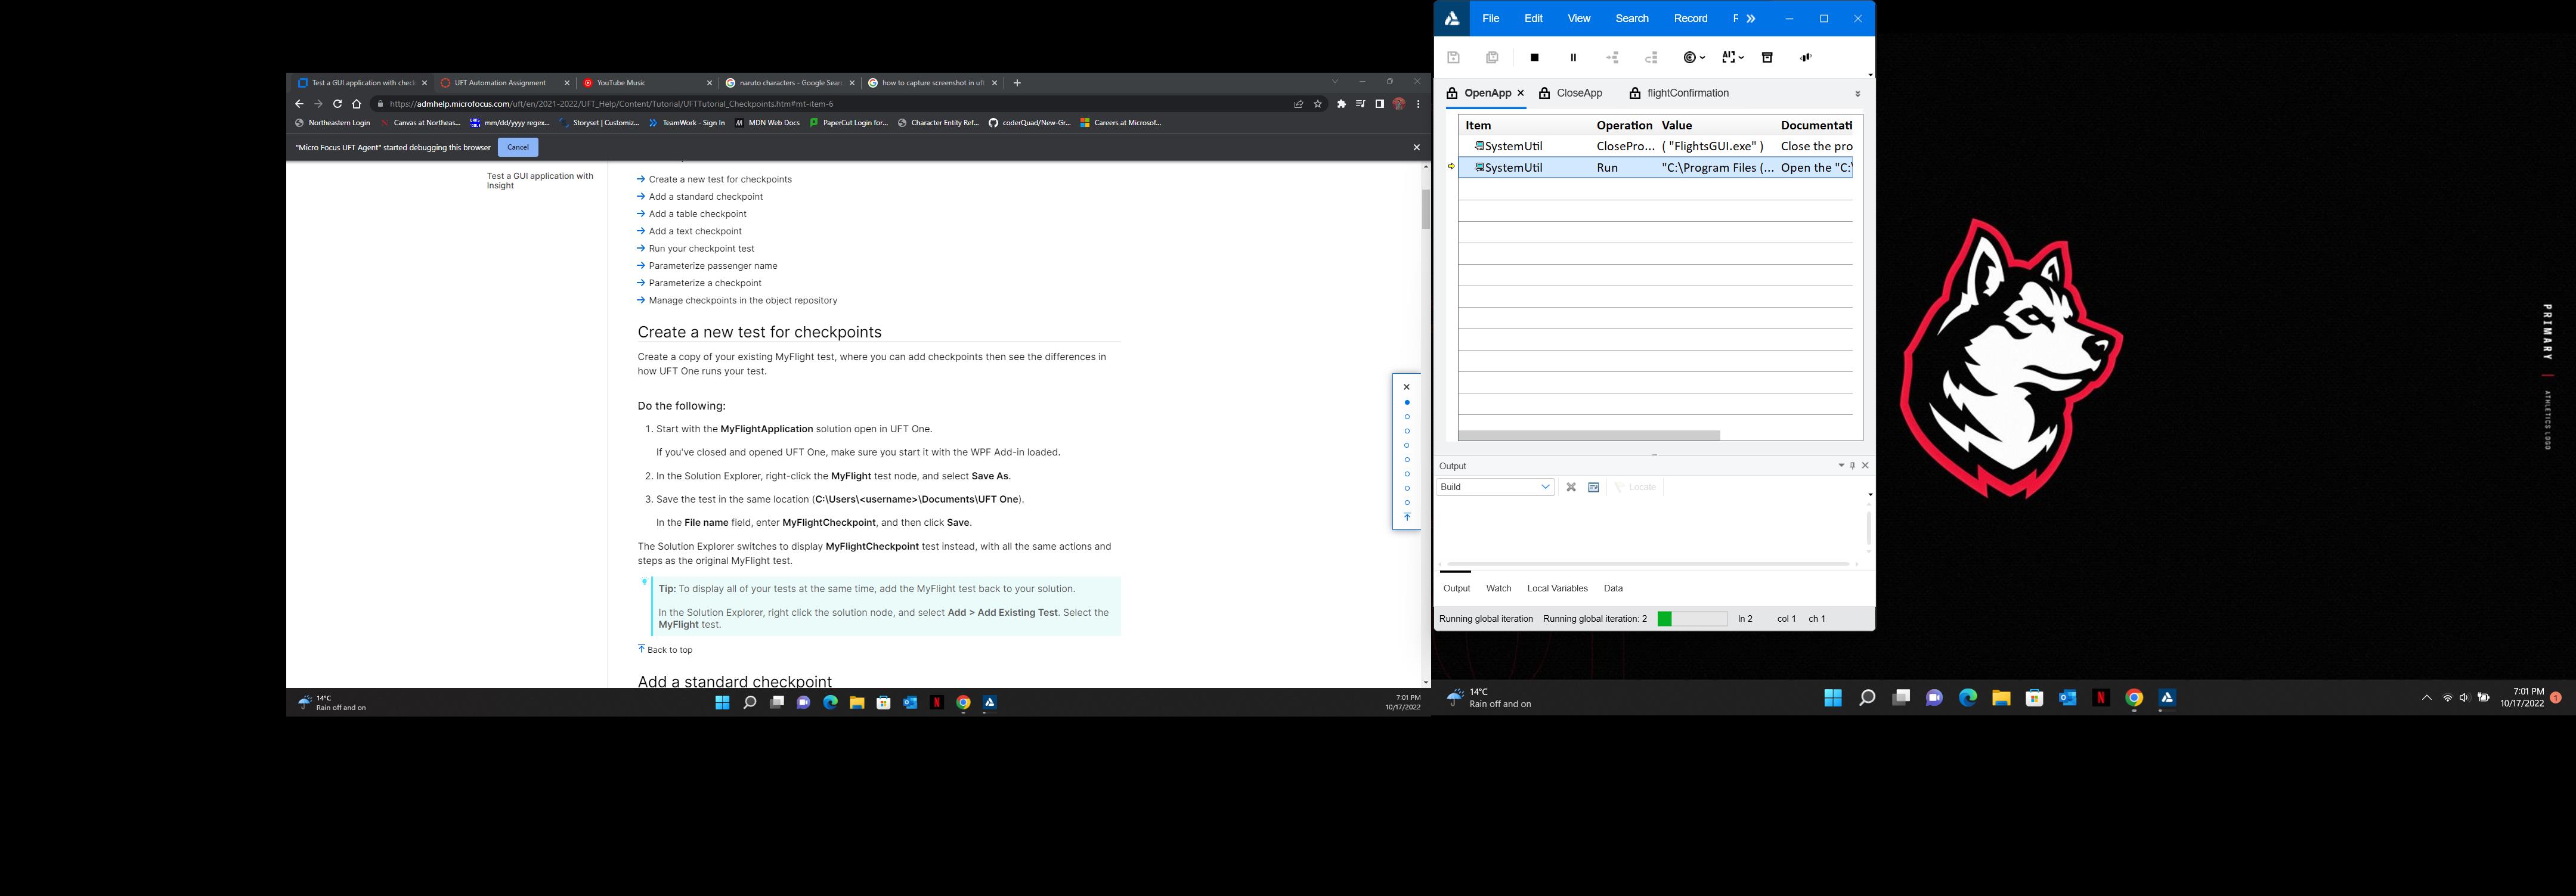 Test a GUI application with check
UFT Automation Assignment
YouTube Music
naruto characters - Google Sear
how to capture screenshot in uft
https://admhelp.microfocus.com/uft/en/2021-2022/UFT_Help/Content/Tutorial/UFTTutorial_Checkpoints.htm#mt-item-6
Northeastern Login
Canvas at Northeas...
mm/dd/yyyy regex...
Storyset | Customiz...
TeamWork - Sign In
MDN Web Docs
PaperCut Login for...
Character Entity Ref...
coderQuad/New-Gr...
Careers at Microsof...
"Micro Focus UFT Agent" started debugging this browser
Cancel
Test a GUI application with
Insight
Create a new test for checkpoints
Add a standard checkpoint
Add a table checkpoint
Add a text checkpoint
Run your checkpoint test
Parameterize passenger name
Parameterize a checkpoint
Manage checkpoints in the object repository
Create a new test for checkpoints
Create a copy of your existing MyFlight test, where you can add checkpoints then see the differences in
how UFT One runs your test.
Do the following:
1. Start with the MyFlightApplication solution open in UFT One.
If you've closed and opened UFT One, make sure you start it with the WPF Add-in loaded.
2. In the Solution Explorer, right-click the MyFlight test node, and select Save As.
3. Save the test in the same location (C:\Users\<username>\Documents\UFT One).
In the File name field, enter MyFlightCheckpoint, and then click Save.
The Solution Explorer switches to display MyFlightCheckpoint test instead, with all the same actions and
steps as the original MyFlight test.
Tip: To display all of your tests at the same time, add the MyFlight test back to your solution.
In the Solution Explorer, right click the solution node, and select Add > Add Existing Test. Select the
MyFlight test.
Back to top
Add a standard checkpoint
14°C
Rain off and on
7:01 PM
10/17/2022
File Edit View Search Record F
OpenApp CloseApp flightConfirmation
Item Operation Value Documentati
SystemUtil ClosePro... ( "FlightsGUI.exe" ) Close the pro
SystemUtil Run "C:\Program Files (... Open the "C:\
Output
Build
Locate
Output Watch Local Variables Data
Running global iteration Running global iteration: 2 ln 2 col 1 ch 1
14°C
Rain off and on
7:01 PM
10/17/2022
1
PRIMARY
ATHLETICS LOGO